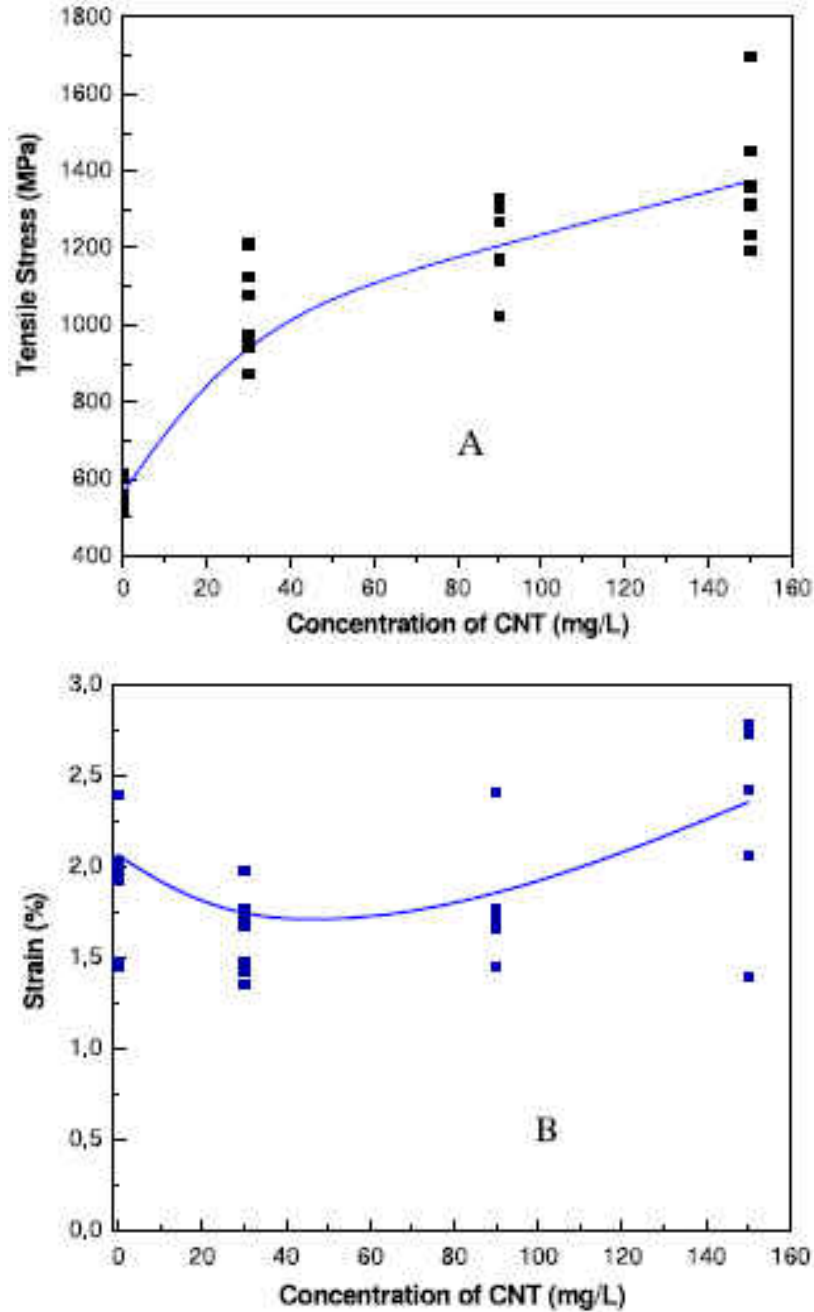 1800
1600
1400
1200
1000
800
600
400
Tensile Stress (MPa)
A
0 20 40 60 80 100 120 140 160
Concentration of CNT (mg/L)
3,0
2,5
2,0
1,5
1,0
0,5
0,0
Strain (%)
B
0 20 40 60 80 100 120 140 160
Concentration of CNT (mg/L)